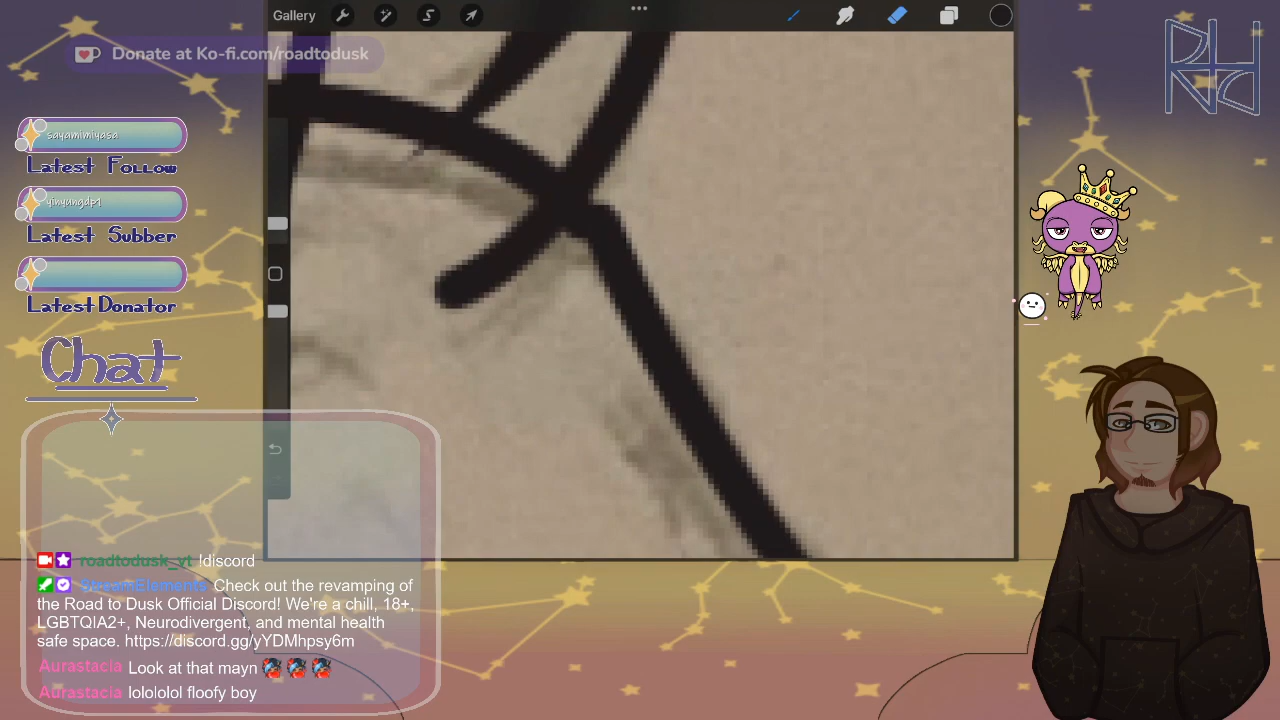 Gallery
Donate at Ko-fi.com/roadtodusk
RtD
sayamimiyasa
Latest Follow
yinyangdp1
Latest Subber
Latest Donator
Chat
roadtodusk_vt !discord
StreamElements Check out the revamping of
the Road to Dusk Official Discord! We're a chill, 18+,
LGBTQIA2+, Neurodivergent, and mental health
safe space. https://discord.gg/yYDMhpsy6m
Aurastacia Look at that mayn
Aurastacia lolololol floofy boy